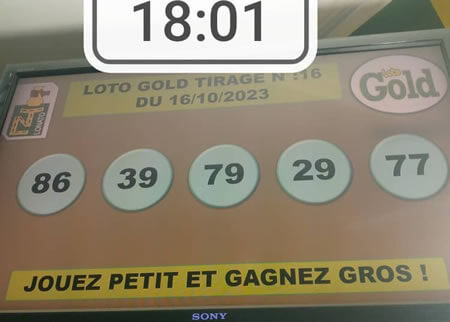 18:01
LOTO GOLD TIRAGE N :16
DU 16/10/2023
Gold
86 39 79 29 77
JOUEZ PETIT ET GAGNEZ GROS !
SONY